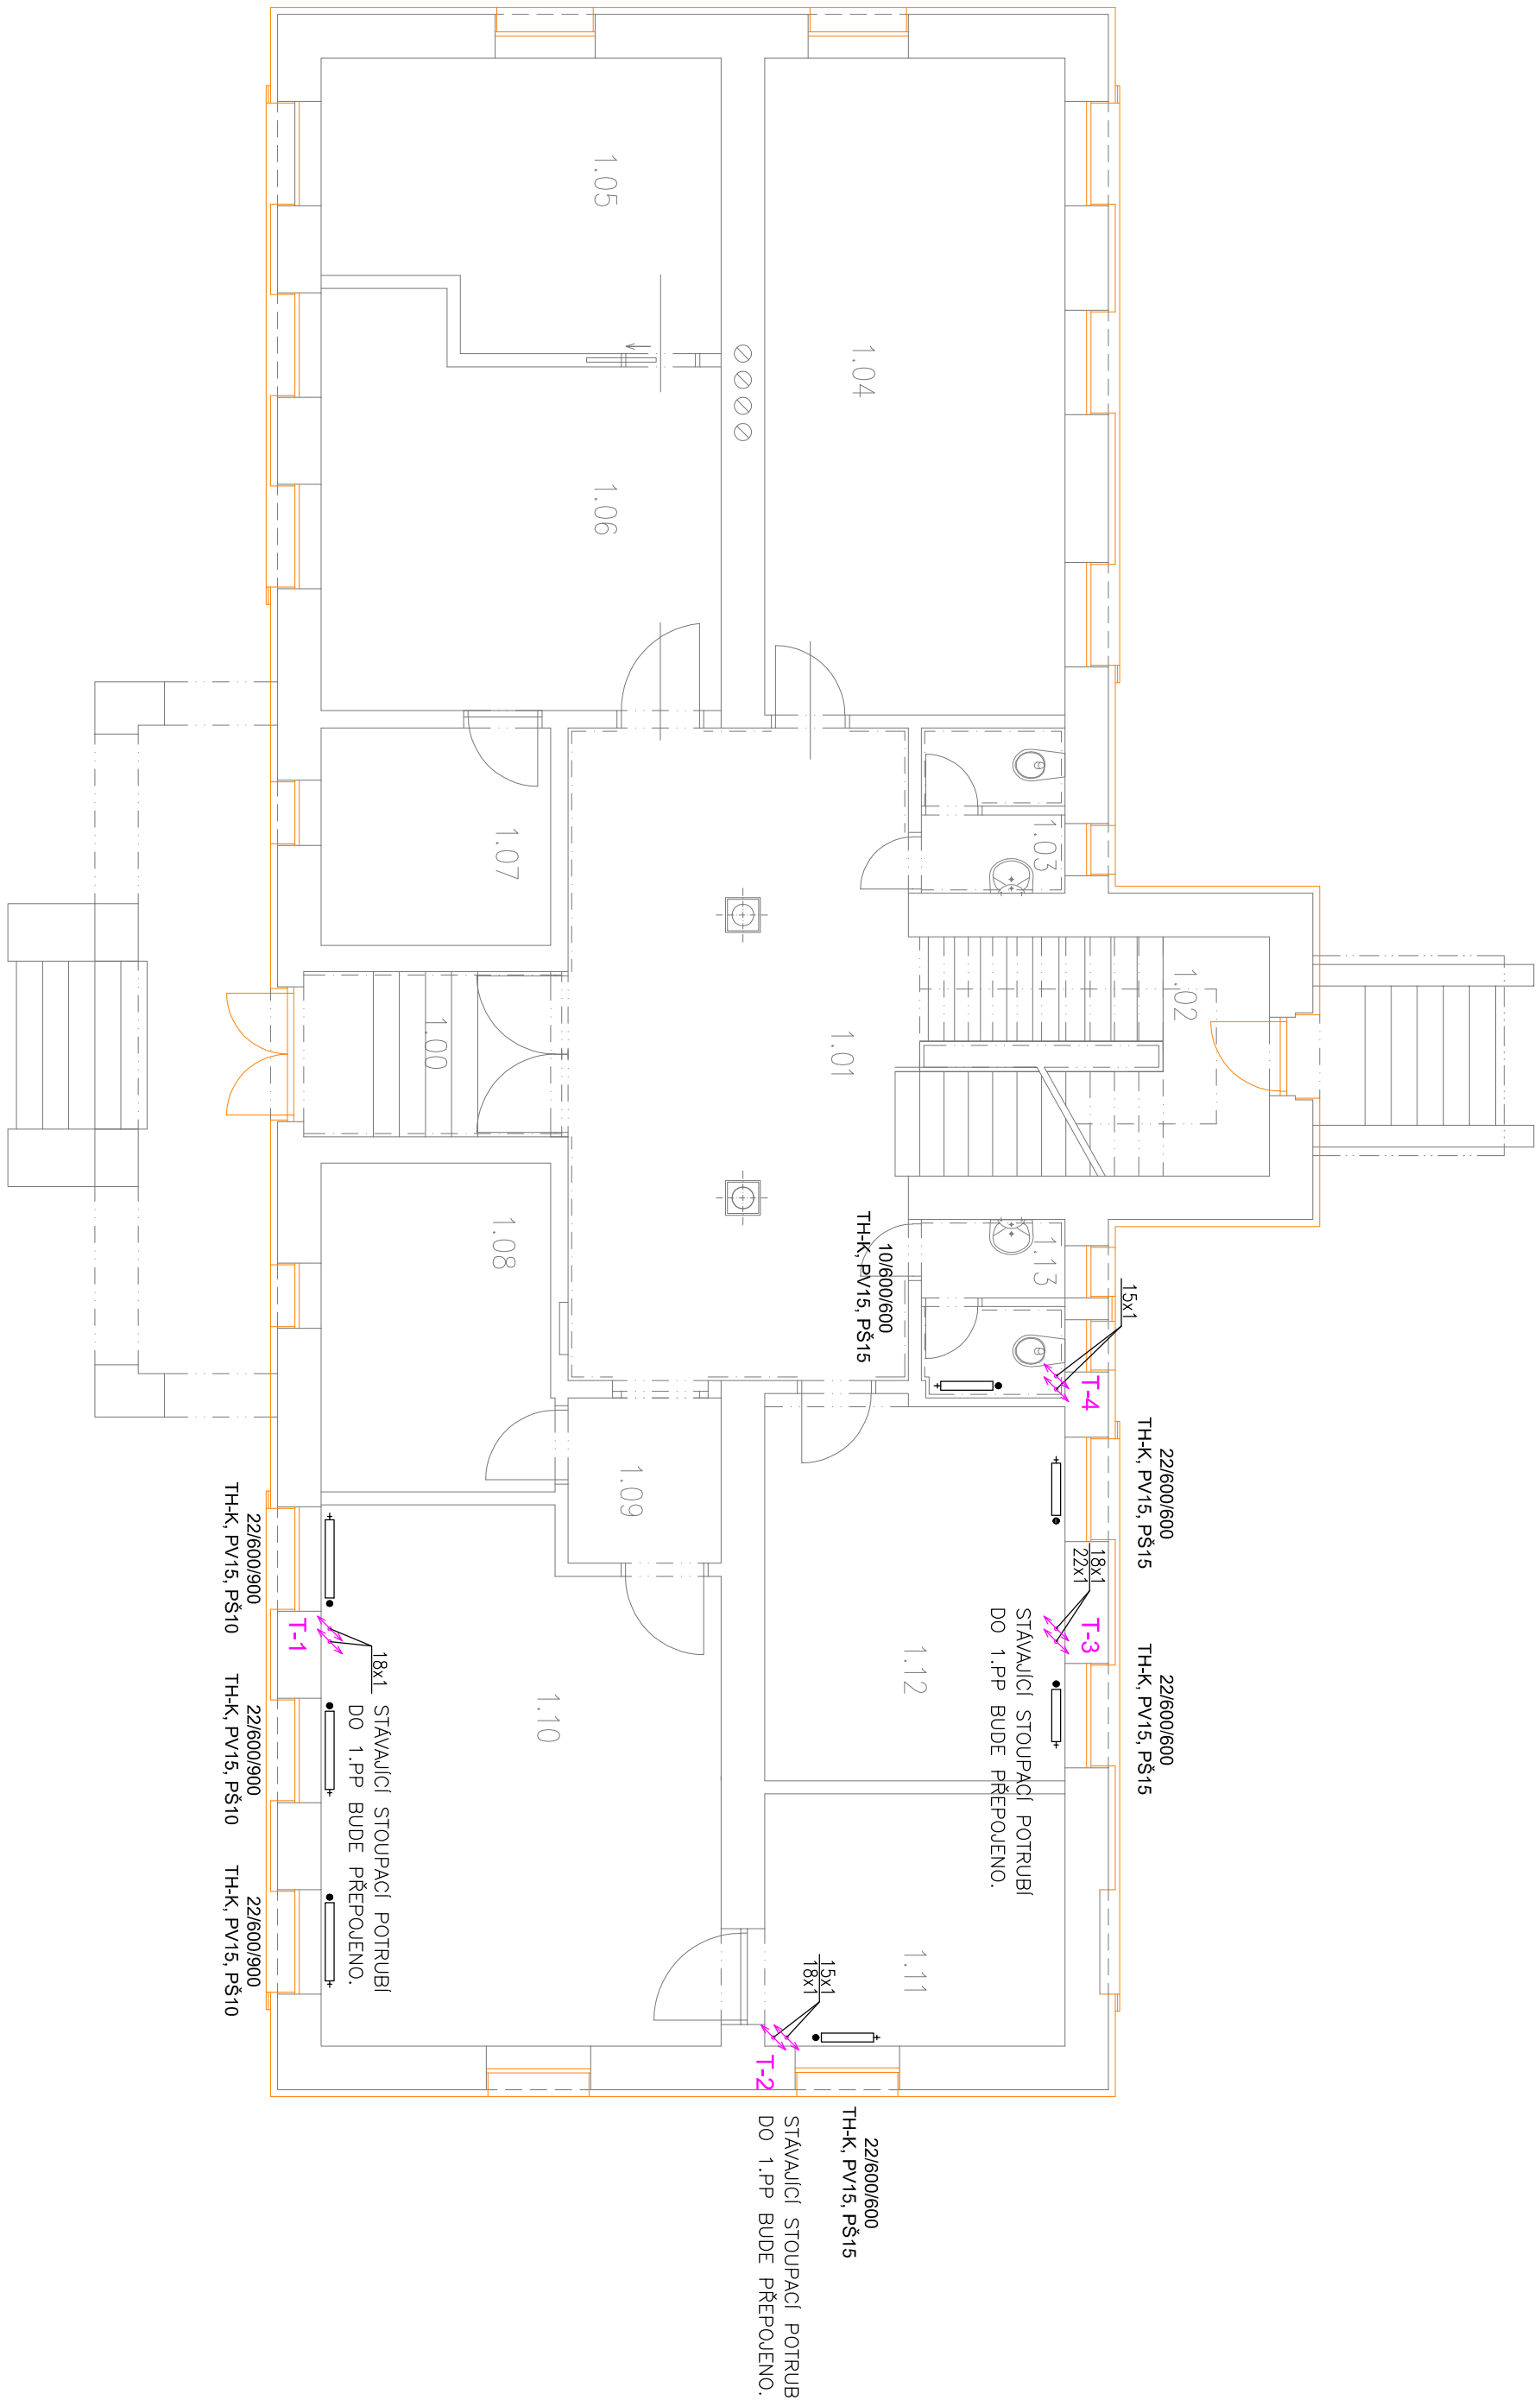 1.05
1.04
1.06
1.07
1.03
1.02
1.00
1.01
1.08
1.13
1.09
1.12
1.10
1.11
10/600/600
TH-K, PV15, PŠ15
15x1
T-4
22/600/600
TH-K, PV15, PŠ15
18x1
22x1
T-3
STÁVAJÍCÍ STOUPACÍ POTRUBÍ
DO 1.PP BUDE PŘEPOJENO.
22/600/600
TH-K, PV15, PŠ15
22/600/900
TH-K, PV15, PŠ10
T-1
18x1
STÁVAJÍCÍ STOUPACÍ POTRUBÍ
DO 1.PP BUDE PŘEPOJENO.
22/600/900
TH-K, PV15, PŠ10
22/600/900
TH-K, PV15, PŠ10
15x1
18x1
T-2
22/600/600
TH-K, PV15, PŠ15
STÁVAJÍCÍ STOUPACÍ POTRUB
DO 1.PP BUDE PŘEPOJENO.